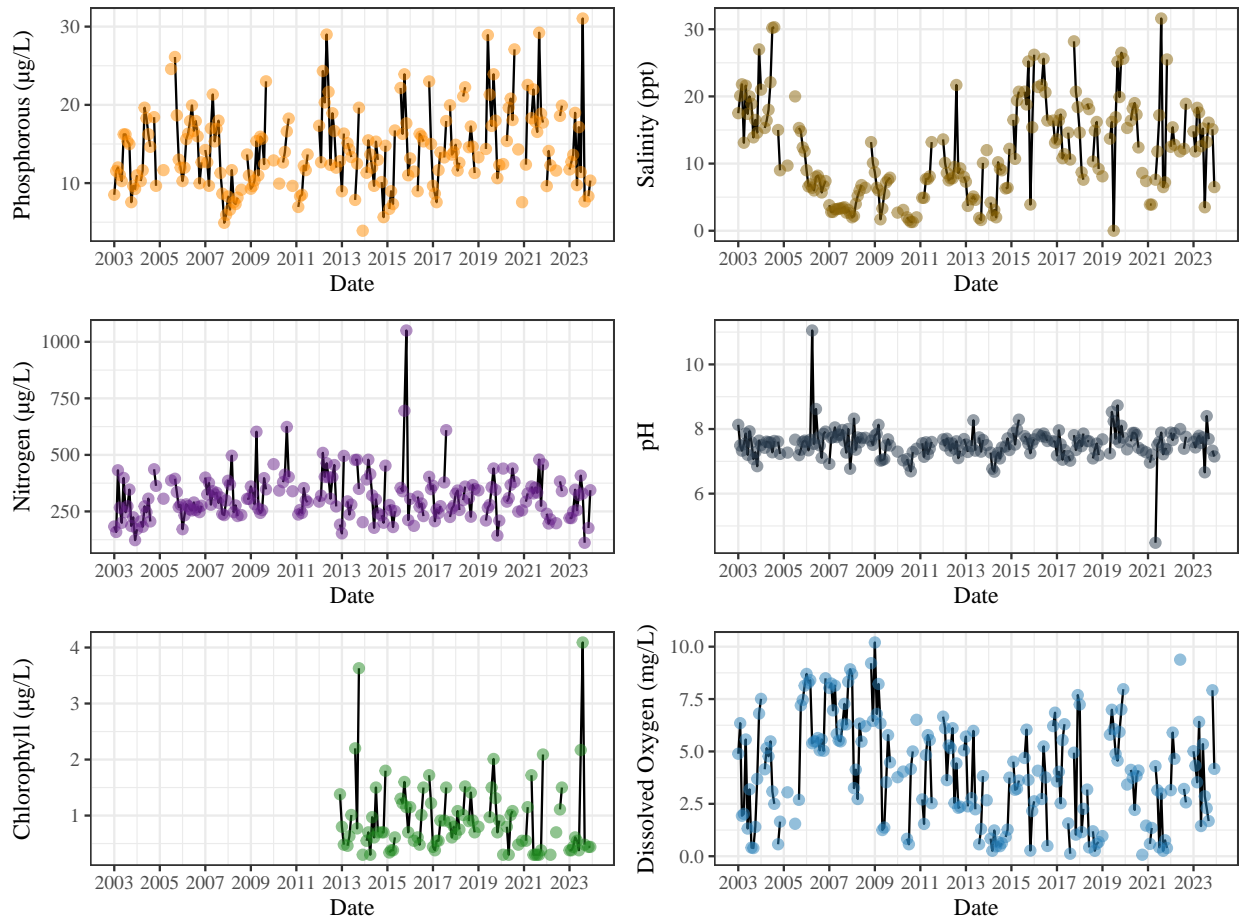 Phosphorous (µg/L)
30
20
10
2003 2005 2007 2009 2011 2013 2015 2017 2019 2021 2023
Date
Salinity (ppt)
30
20
10
0
2003 2005 2007 2009 2011 2013 2015 2017 2019 2021 2023
Date
Nitrogen (µg/L)
1000
750
500
250
2003 2005 2007 2009 2011 2013 2015 2017 2019 2021 2023
Date
pH
10
8
6
2003 2005 2007 2009 2011 2013 2015 2017 2019 2021 2023
Date
Chlorophyll (µg/L)
4
3
2
1
2003 2005 2007 2009 2011 2013 2015 2017 2019 2021 2023
Date
Dissolved Oxygen (mg/L)
10.0
7.5
5.0
2.5
0.0
2003 2005 2007 2009 2011 2013 2015 2017 2019 2021 2023
Date